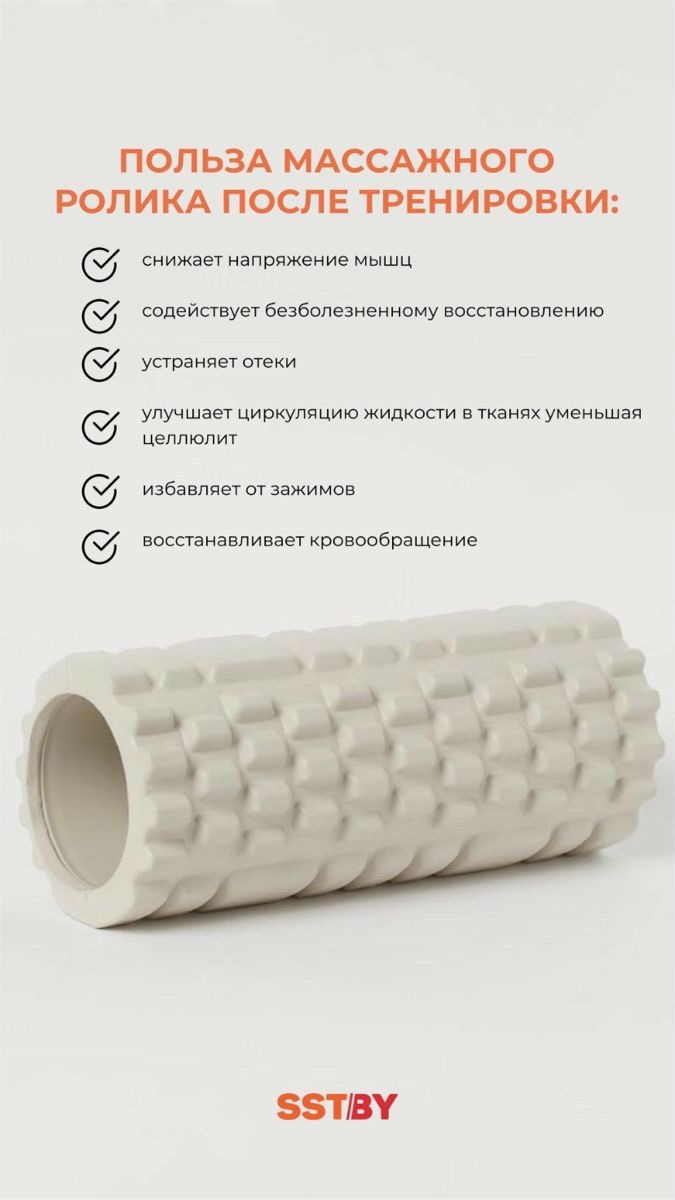 ПОЛЬЗА МАССАЖНОГО
РОЛИКА ПОСЛЕ ТРЕНИРОВКИ:
снижает напряжение мышц
содействует безболезненному восстановлению
устраняет отеки
улучшает циркуляцию жидкости в тканях уменьшая
целлюлит
избавляет от зажимов
восстанавливает кровообращение
SST/BY